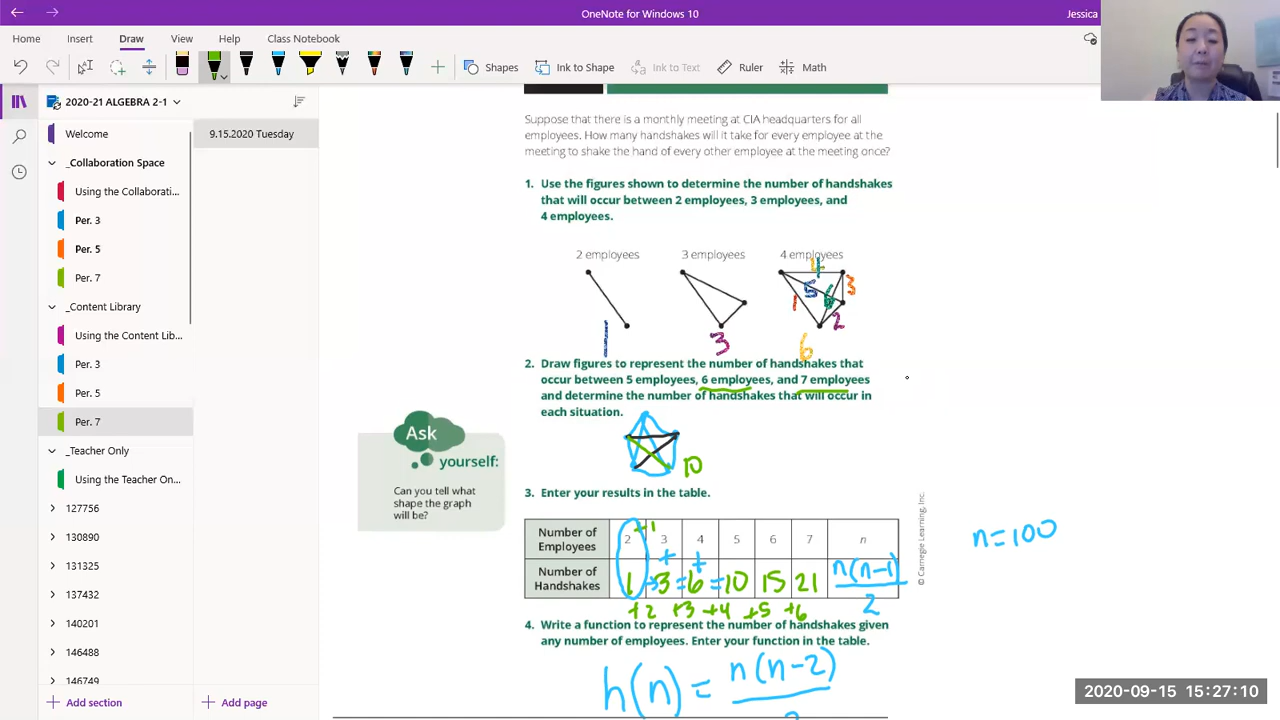 OneNote for Windows 10
Jessica
Home Insert Draw View Help Class Notebook
Shapes Ink to Shape Ink to Text Ruler Math
2020-21 ALGEBRA 2-1
Welcome
9.15.2020 Tuesday
_Collaboration Space
Using the Collaborati...
Per. 3
Per. 5
Per. 7
_Content Library
Using the Content Lib...
Per. 3
Per. 5
Per. 7
_Teacher Only
Using the Teacher On...
127756
130890
131325
137432
140201
142623
146488
146749
Add section
Add page
Suppose that there is a monthly meeting at CIA headquarters for all
employees. How many handshakes will it take for every employee at the
meeting to shake the hand of every other employee at the meeting once?
1. Use the figures shown to determine the number of handshakes
that will occur between 2 employees, 3 employees, and
4 employees.
2 employees 3 employees 4 employees
4
5 3
1 6
2
1 3 6
2. Draw figures to represent the number of handshakes that
occur between 5 employees, 6 employees, and 7 employees
and determine the number of handshakes that will occur in
each situation.
10
Ask
yourself:
Can you tell what
shape the graph
will be?
3. Enter your results in the table.
+1
Number of Employees 2 3 4 5 6 7 n
+ +
Number of Handshakes 1 →3 =6 =10 15 21 n(n-1)
2
+2 +3 +4 +5 +6
n=100
© Carnegie Learning, Inc.
4. Write a function to represent the number of handshakes given
any number of employees. Enter your function in the table.
h(n) = n(n-2)
2020-09-15 15:27:10